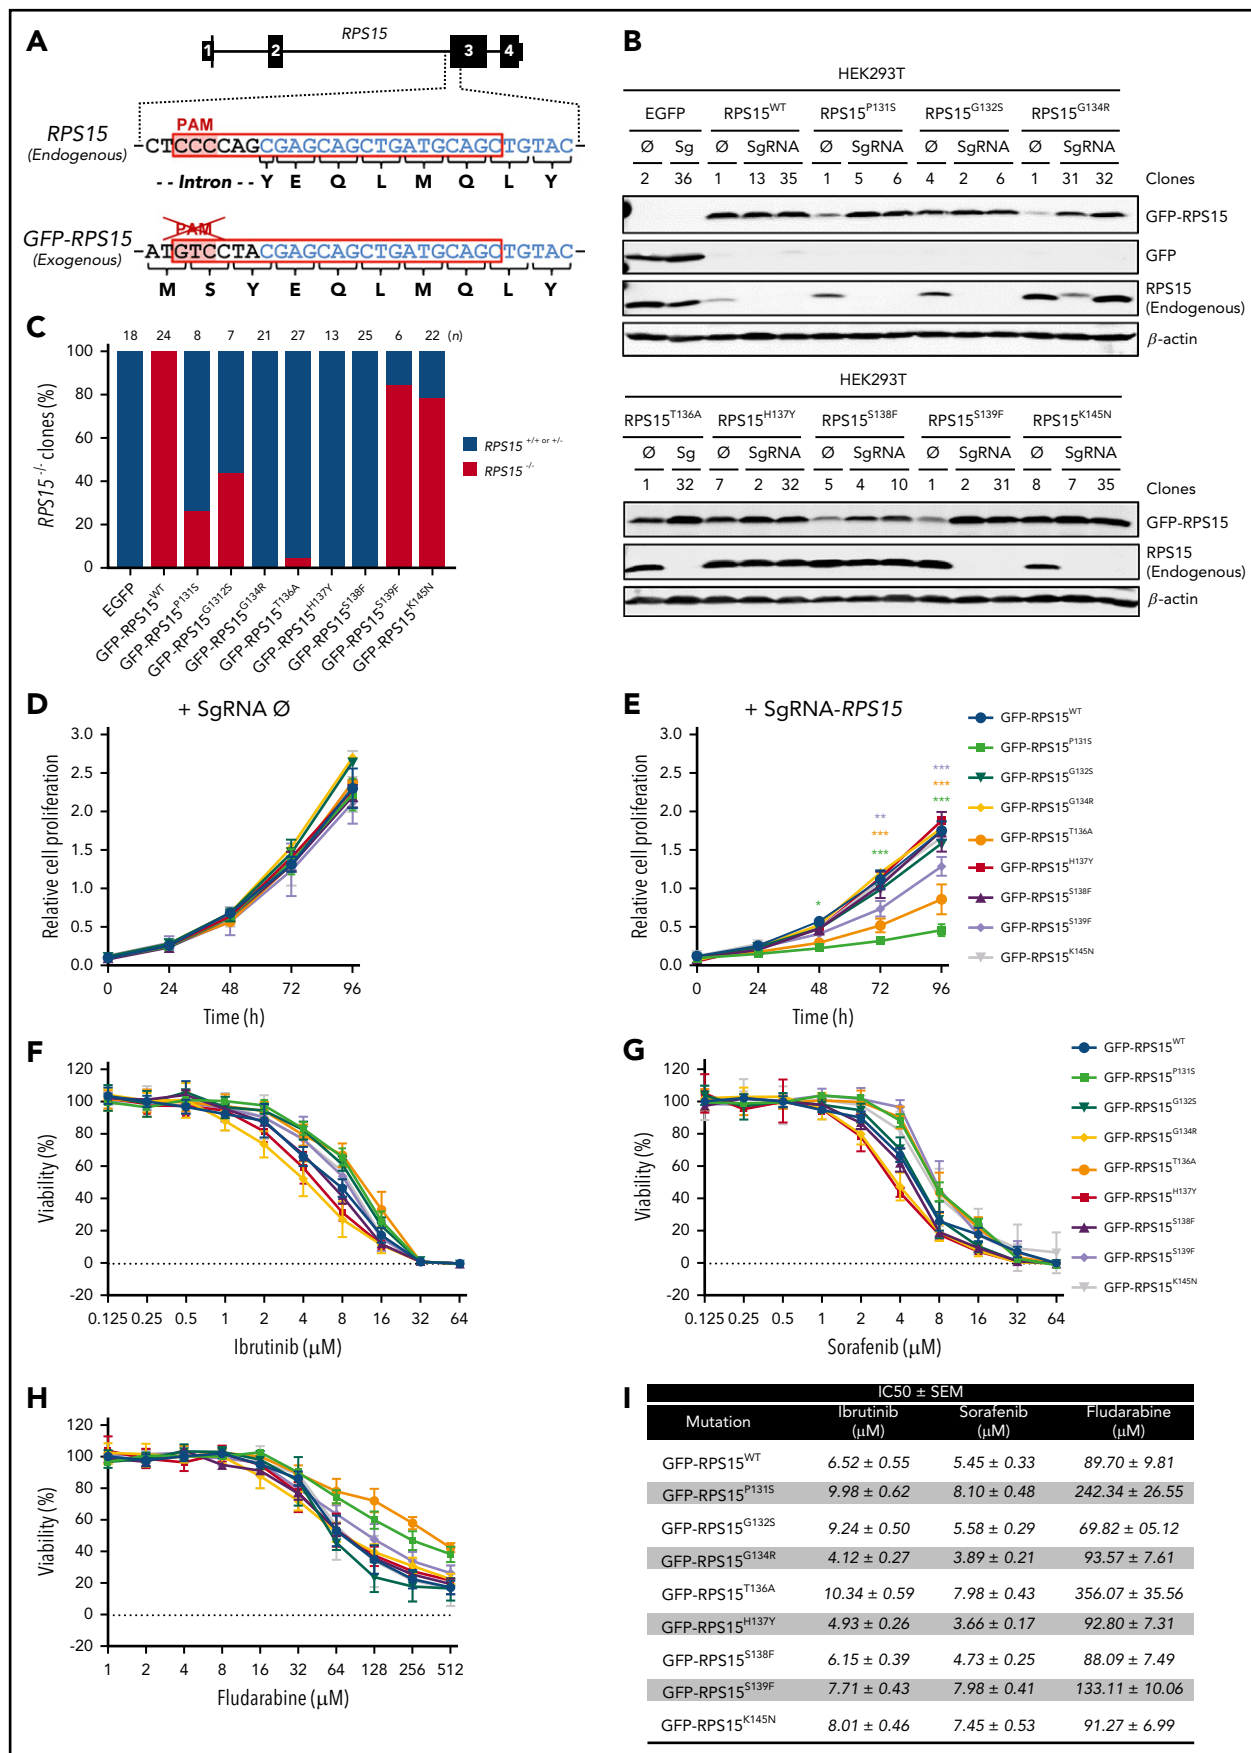 A
RPS15
1 2 3 4
PAM
RPS15
(Endogenous)
-CTCCCCAGCGAGCAGCTGATGCAGCTGTAC-
- - Intron - - Y E Q L M Q L Y
PAM
GFP-RPS15
(Exogenous)
-ATGTCCTACGAGCAGCTGATGCAGCTGTAC-
M S Y E Q L M Q L Y
B
HEK293T
EGFP RPS15WT RPS15P131S RPS15G132S RPS15G134R
Ø Sg Ø SgRNA Ø SgRNA Ø SgRNA Ø SgRNA
2 36 1 13 35 1 5 6 4 2 6 1 31 32 Clones
GFP-RPS15
GFP
RPS15
(Endogenous)
β-actin
HEK293T
RPS15T136A RPS15H137Y RPS15S138F RPS15S139F RPS15K145N
Ø Sg Ø SgRNA Ø SgRNA Ø SgRNA Ø SgRNA
1 32 7 2 32 5 4 10 1 2 31 8 7 35 Clones
GFP-RPS15
RPS15
(Endogenous)
β-actin
C
18 24 8 7 21 27 13 25 6 22 (n)
RPS15-/- clones (%)
100
80
60
40
20
0
RPS15+/+ or +/-
RPS15-/-
EGFP
GFP-RPS15WT
GFP-RPS15P131S
GFP-RPS15G1312S
GFP-RPS15G134R
GFP-RPS15T136A
GFP-RPS15H137Y
GFP-RPS15S138F
GFP-RPS15S139F
GFP-RPS15K145N
D
+ SgRNA Ø
Relative cell proliferation
3.0
2.5
2.0
1.5
1.0
0.5
0.0
0 24 48 72 96
Time (h)
E
+ SgRNA-RPS15
Relative cell proliferation
3.0
2.5
2.0
1.5
1.0
0.5
0.0
*
**
***
***
***
***
***
0 24 48 72 96
Time (h)
GFP-RPS15WT
GFP-RPS15P131S
GFP-RPS15G132S
GFP-RPS15G134R
GFP-RPS15T136A
GFP-RPS15H137Y
GFP-RPS15S138F
GFP-RPS15S139F
GFP-RPS15K145N
F
Viability (%)
120
100
80
60
40
20
0
-20
0.125 0.25 0.5 1 2 4 8 16 32 64
Ibrutinib (μM)
G
Viability (%)
120
100
80
60
40
20
0
-20
0.125 0.25 0.5 1 2 4 8 16 32 64
Sorafenib (μM)
GFP-RPS15WT
GFP-RPS15P131S
GFP-RPS15G132S
GFP-RPS15G134R
GFP-RPS15T136A
GFP-RPS15H137Y
GFP-RPS15S138F
GFP-RPS15S139F
GFP-RPS15K145N
H
Viability (%)
120
100
80
60
40
20
0
-20
1 2 4 8 16 32 64 128 256 512
Fludarabine (μM)
I
IC50 ± SEM
Mutation Ibrutinib (μM) Sorafenib (μM) Fludarabine (μM)
GFP-RPS15WT 6.52 ± 0.55 5.45 ± 0.33 89.70 ± 9.81
GFP-RPS15P131S 9.98 ± 0.62 8.10 ± 0.48 242.34 ± 26.55
GFP-RPS15G132S 9.24 ± 0.50 5.58 ± 0.29 69.82 ± 05.12
GFP-RPS15G134R 4.12 ± 0.27 3.89 ± 0.21 93.57 ± 7.61
GFP-RPS15T136A 10.34 ± 0.59 7.98 ± 0.43 356.07 ± 35.56
GFP-RPS15H137Y 4.93 ± 0.26 3.66 ± 0.17 92.80 ± 7.31
GFP-RPS15S138F 6.15 ± 0.39 4.73 ± 0.25 88.09 ± 7.49
GFP-RPS15S139F 7.71 ± 0.43 7.98 ± 0.41 133.11 ± 10.06
GFP-RPS15K145N 8.01 ± 0.46 7.45 ± 0.53 91.27 ± 6.99